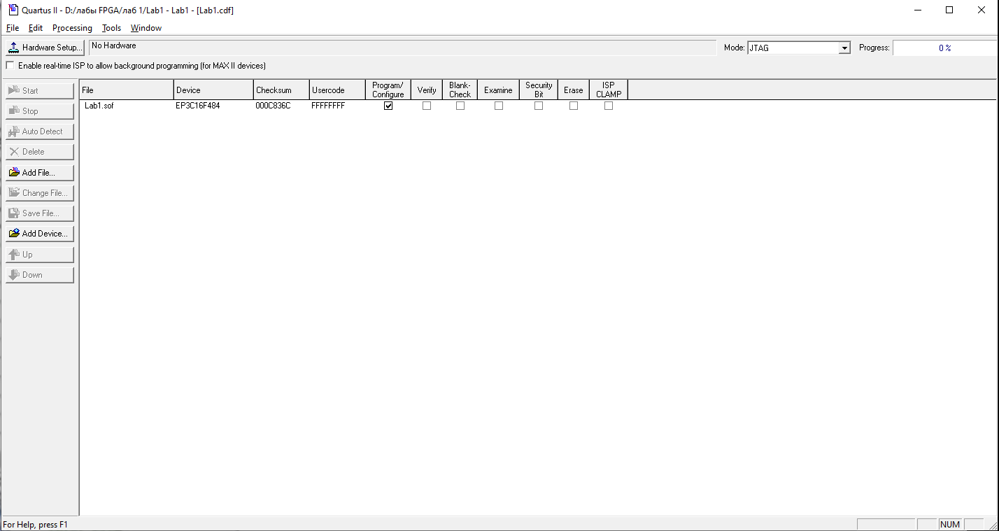 Quartus II - D:/лабы FPGA/лаб 1/Lab1 - Lab1 - [Lab1.cdf]
File Edit Processing Tools Window
Hardware Setup... No Hardware Mode: JTAG Progress: 0 %
Enable real-time ISP to allow background programming (for MAX II devices)
Start
Stop
Auto Detect
Delete
Add File...
Change File...
Save File...
Add Device...
Up
Down
File Device Checksum Usercode Program/ Configure Verify Blank- Check Examine Security Bit Erase ISP CLAMP
Lab1.sof EP3C16F484 000C836C FFFFFFFF
For Help, press F1 NUM